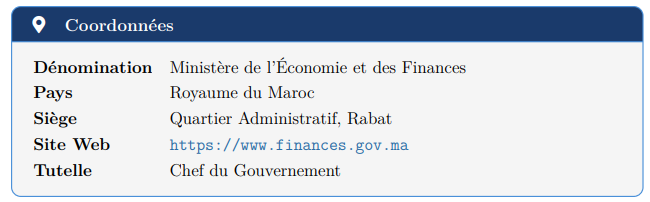 Coordonnées
Dénomination Ministère de l'Économie et des Finances
Pays Royaume du Maroc
Siège Quartier Administratif, Rabat
Site Web https://www.finances.gov.ma
Tutelle Chef du Gouvernement